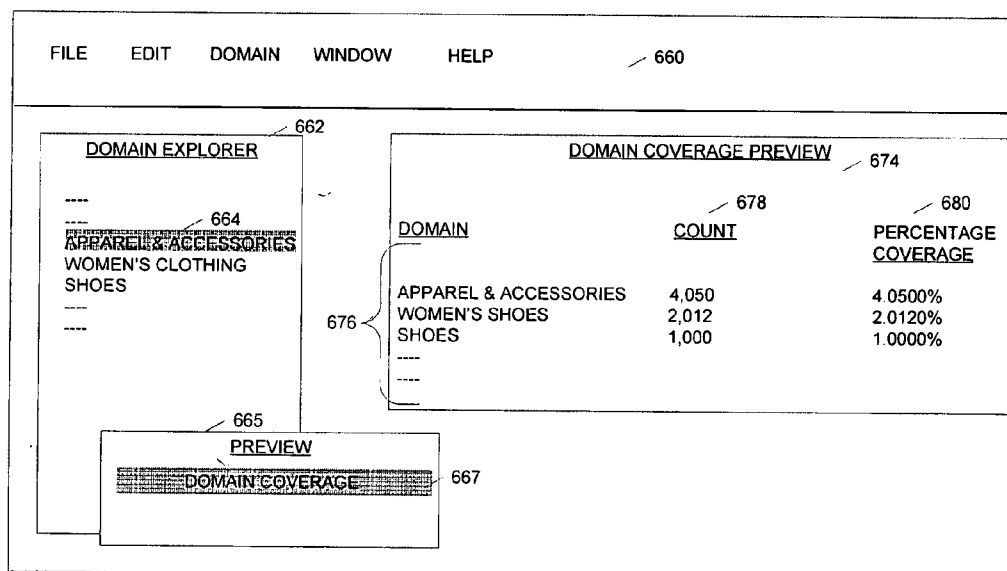 FILE EDIT DOMAIN WINDOW HELP 660
662
DOMAIN EXPLORER
----
----
664
APPAREL & ACCESSORIES
WOMEN'S CLOTHING
SHOES
----
----
665
PREVIEW
DOMAIN COVERAGE 667
DOMAIN COVERAGE PREVIEW
674
678 680
DOMAIN COUNT PERCENTAGE COVERAGE
676
APPAREL & ACCESSORIES 4,050 4.0500%
WOMEN'S SHOES 2,012 2.0120%
SHOES 1,000 1.0000%
----
----